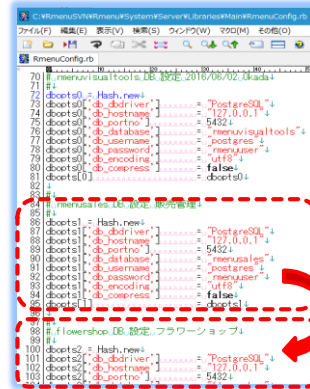 C:¥RmenuSVN¥Rmenu¥System¥Server¥Libraries¥Main¥RmenuConfig.rb
ファイル(F) 編集(E) 表示(V) 検索(S) ウィンドウ(W) マクロ(M) その他(O)
RmenuConfig.rb
70 # rmenuvisualtools DB 設定 2016/06/02 Okada
71 #
72 dbopts0 = Hash.new
73 dbopts0['db_dbdriver'] = "PostgreSQL"
74 dbopts0['db_hostname'] = "127.0.0.1"
75 dbopts0['db_portno'] = 5432
76 dbopts0['db_database'] = "rmenuvisualtools"
77 dbopts0['db_username'] = "postgres"
78 dbopts0['db_password'] = "rmenuuser"
79 dbopts0['db_encoding'] = "utf8"
80 dbopts0['db_compress'] = false
81 dbopts[0] = dbopts0
82
83 #
84 # rmenusales DB 設定 販売管理
85 #
86 dbopts1 = Hash.new
87 dbopts1['db_dbdriver'] = "PostgreSQL"
88 dbopts1['db_hostname'] = "127.0.0.1"
89 dbopts1['db_portno'] = 5432
90 dbopts1['db_database'] = "rmenusales"
91 dbopts1['db_username'] = "postgres"
92 dbopts1['db_password'] = "rmenuuser"
93 dbopts1['db_encoding'] = "utf8"
94 dbopts1['db_compress'] = false
95 dbopts[1] = dbopts1
96
97 #
98 # flowershop DB 設定 フラワーショップ
99 #
100 dbopts2 = Hash.new
101 dbopts2['db_dbdriver'] = "PostgreSQL"
102 dbopts2['db_hostname'] = "127.0.0.1"
103 dbopts2['db_portno'] = 5432